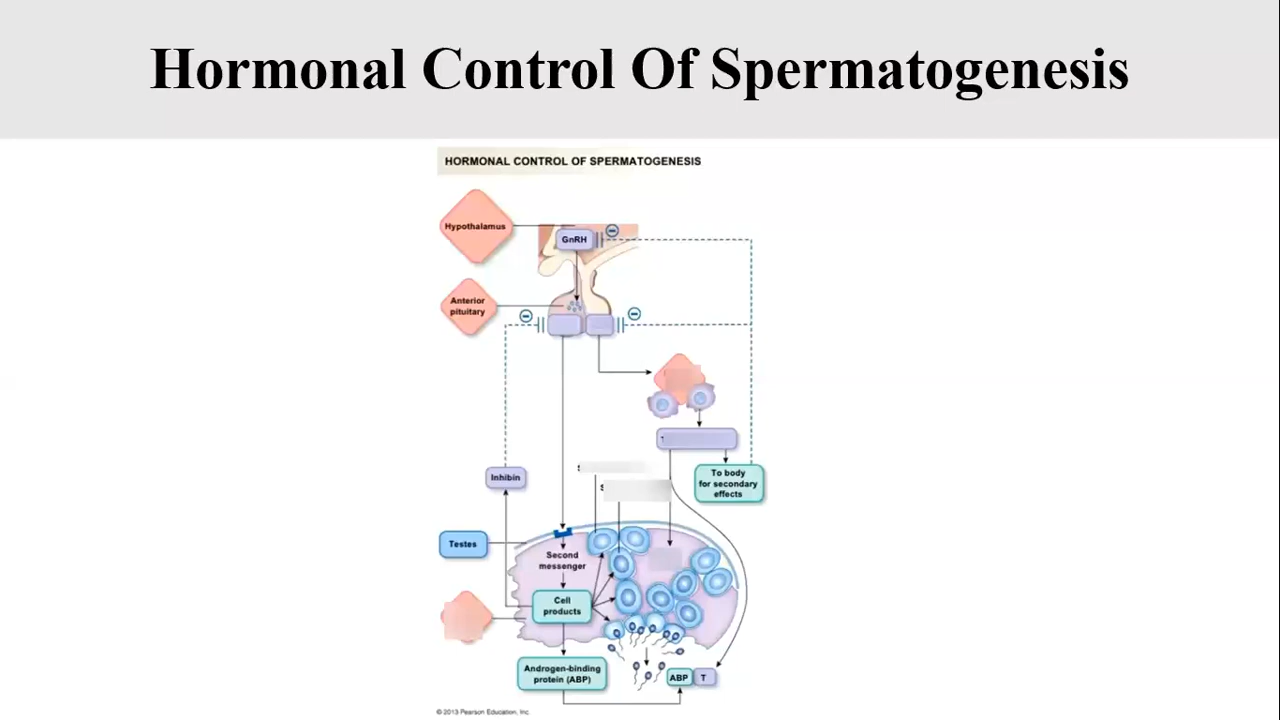 Hormonal Control Of Spermatogenesis
HORMONAL CONTROL OF SPERMATOGENESIS
Hypothalamus
GnRH
Anterior
pituitary
Inhibin
To body
for secondary
effects
Testes
Second
messenger
Cell
products
Androgen-binding
protein (ABP)
ABP
T
© 2013 Pearson Education, Inc